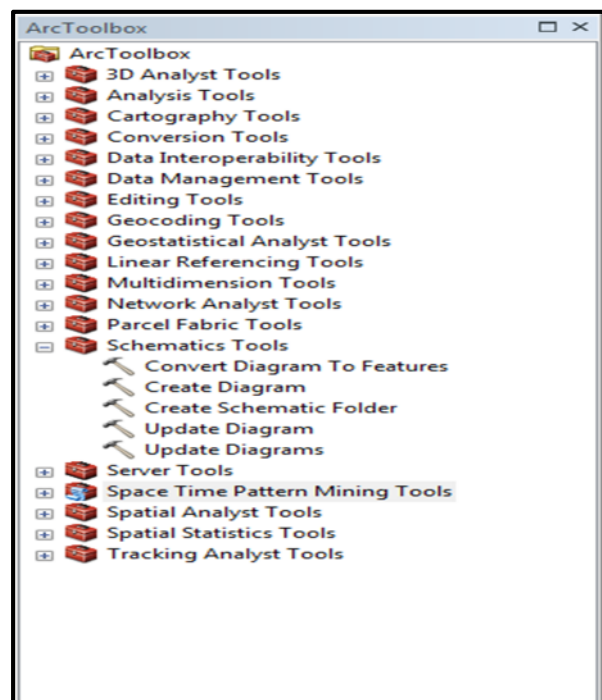 ArcToolbox
ArcToolbox
3D Analyst Tools
Analysis Tools
Cartography Tools
Conversion Tools
Data Interoperability Tools
Data Management Tools
Editing Tools
Geocoding Tools
Geostatistical Analyst Tools
Linear Referencing Tools
Multidimension Tools
Network Analyst Tools
Parcel Fabric Tools
Schematics Tools
Convert Diagram To Features
Create Diagram
Create Schematic Folder
Update Diagram
Update Diagrams
Server Tools
Space Time Pattern Mining Tools
Spatial Analyst Tools
Spatial Statistics Tools
Tracking Analyst Tools